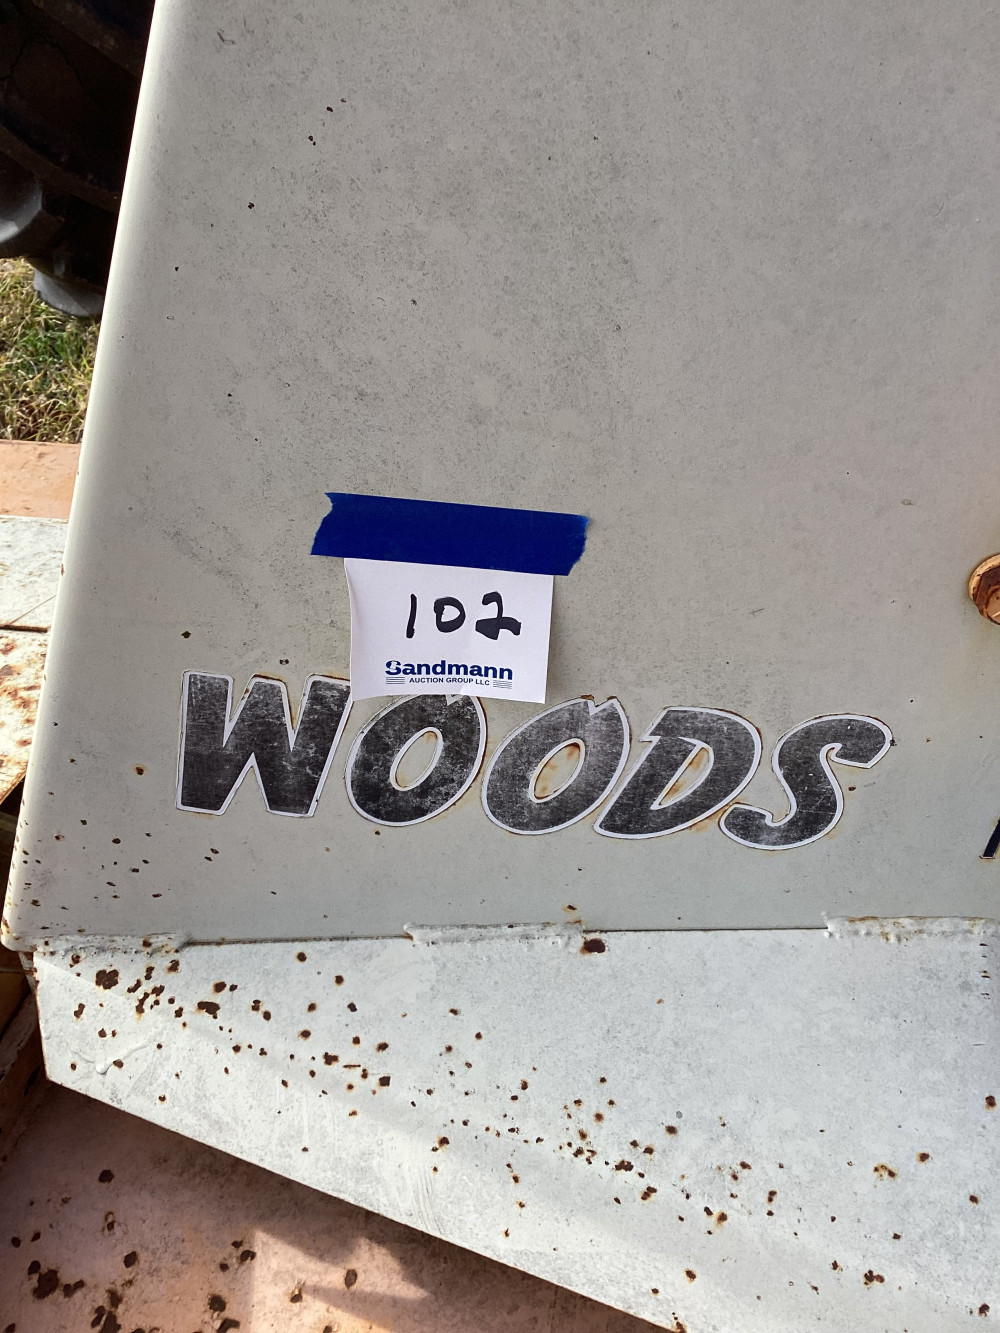 102
Sandmann
AUCTION GROUP LLC
WOODS